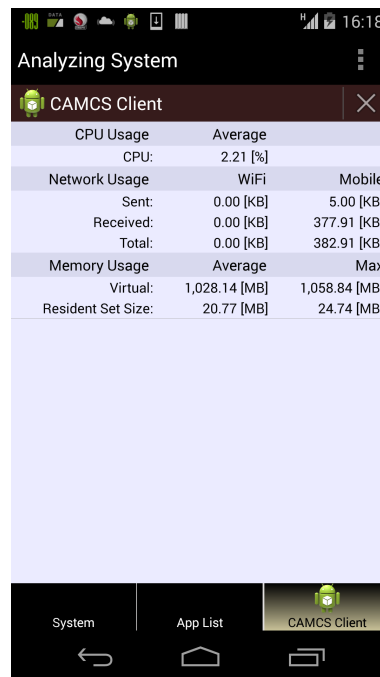 -089 DATA H 16:18
Analyzing System
CAMCS Client
CPU Usage Average
CPU: 2.21 [%]
Network Usage WiFi Mobile
Sent: 0.00 [KB] 5.00 [KB
Received: 0.00 [KB] 377.91 [KB
Total: 0.00 [KB] 382.91 [KB
Memory Usage Average Max
Virtual: 1,028.14 [MB] 1,058.84 [MB
Resident Set Size: 20.77 [MB] 24.74 [MB
System App List CAMCS Client